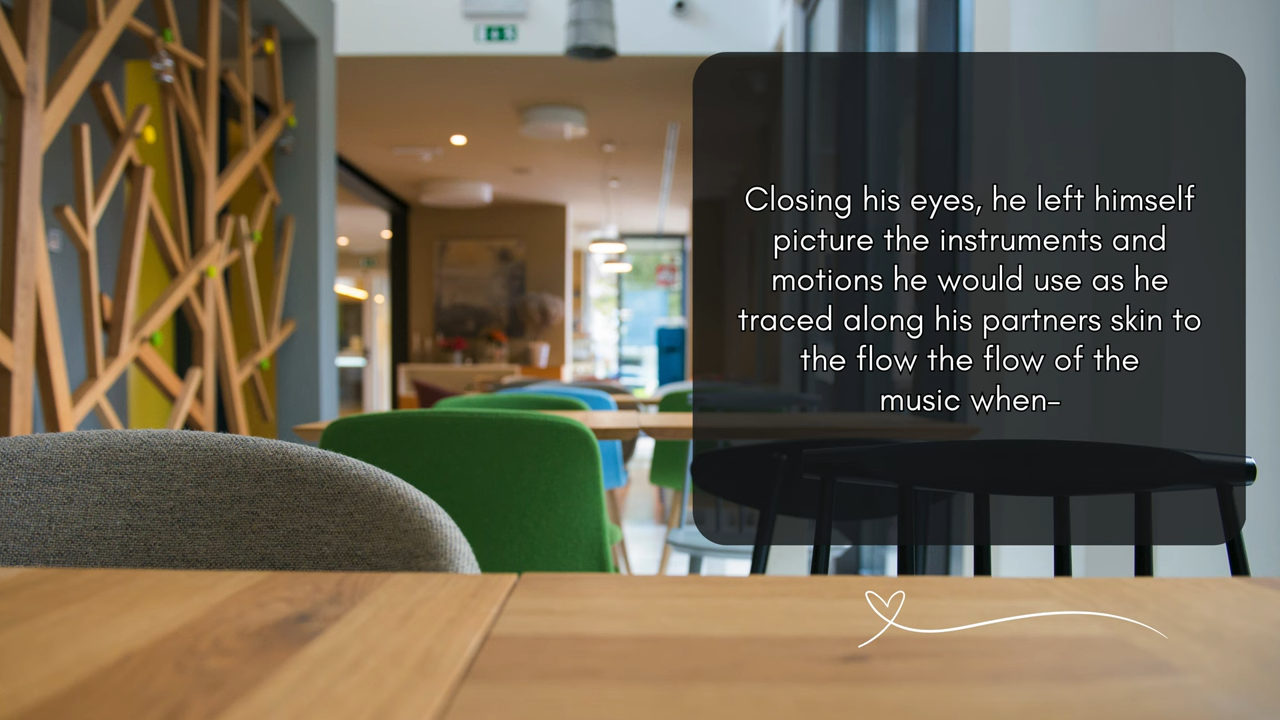 Closing his eyes, he left himself
picture the instruments and
motions he would use as he
traced along his partners skin to
the flow the flow of the
music when-